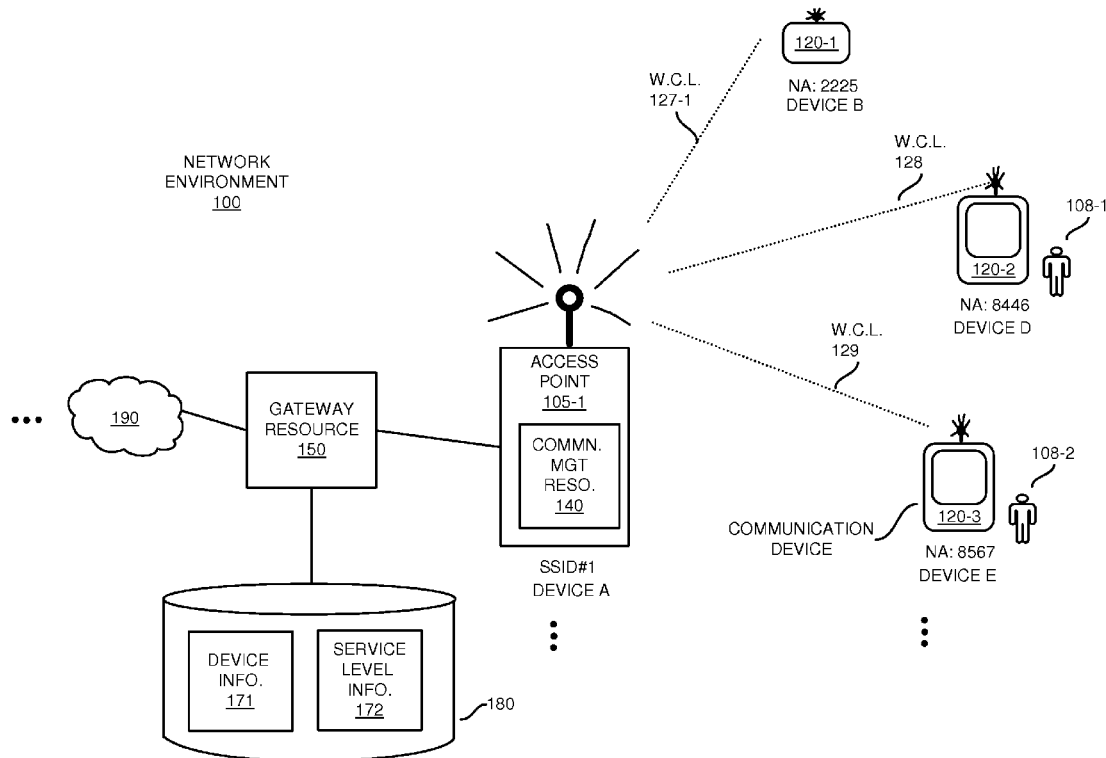 120-1
NA: 2225
DEVICE B
W.C.L.
127-1
W.C.L.
128
NETWORK
ENVIRONMENT
100
108-1
120-2
NA: 8446
DEVICE D
W.C.L.
129
ACCESS
POINT
105-1
190
GATEWAY
RESOURCE
150
COMMN.
MGT
RESO.
140
108-2
120-3
COMMUNICATION
DEVICE
NA: 8567
DEVICE E
SSID#1
DEVICE A
DEVICE
INFO.
171
SERVICE
LEVEL
INFO.
172
180